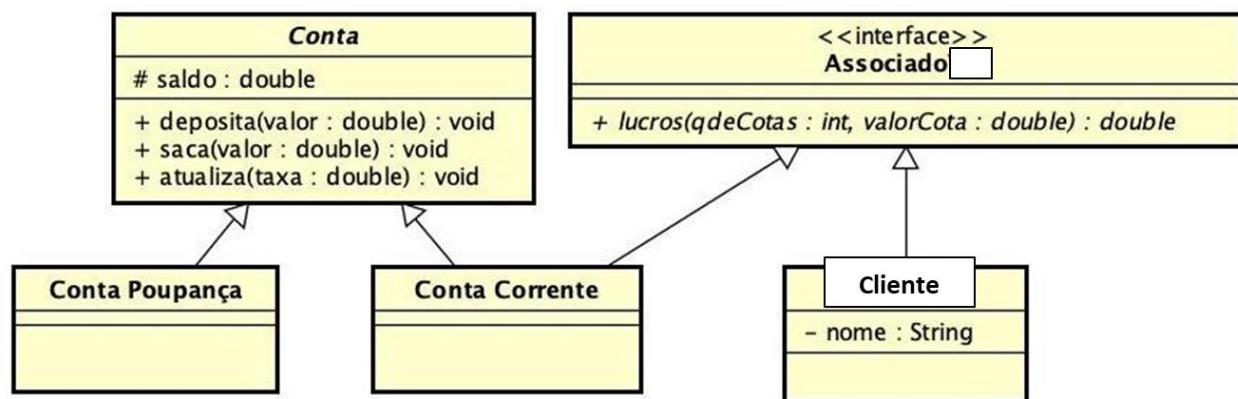 Conta
# saldo : double
+ deposita(valor : double) : void
+ saca(valor : double) : void
+ atualiza(taxa : double) : void
<<interface>>
Associado
+ lucros(qdeCotas : int, valorCota : double) : double
Conta Poupança
Conta Corrente
Cliente
- nome : String